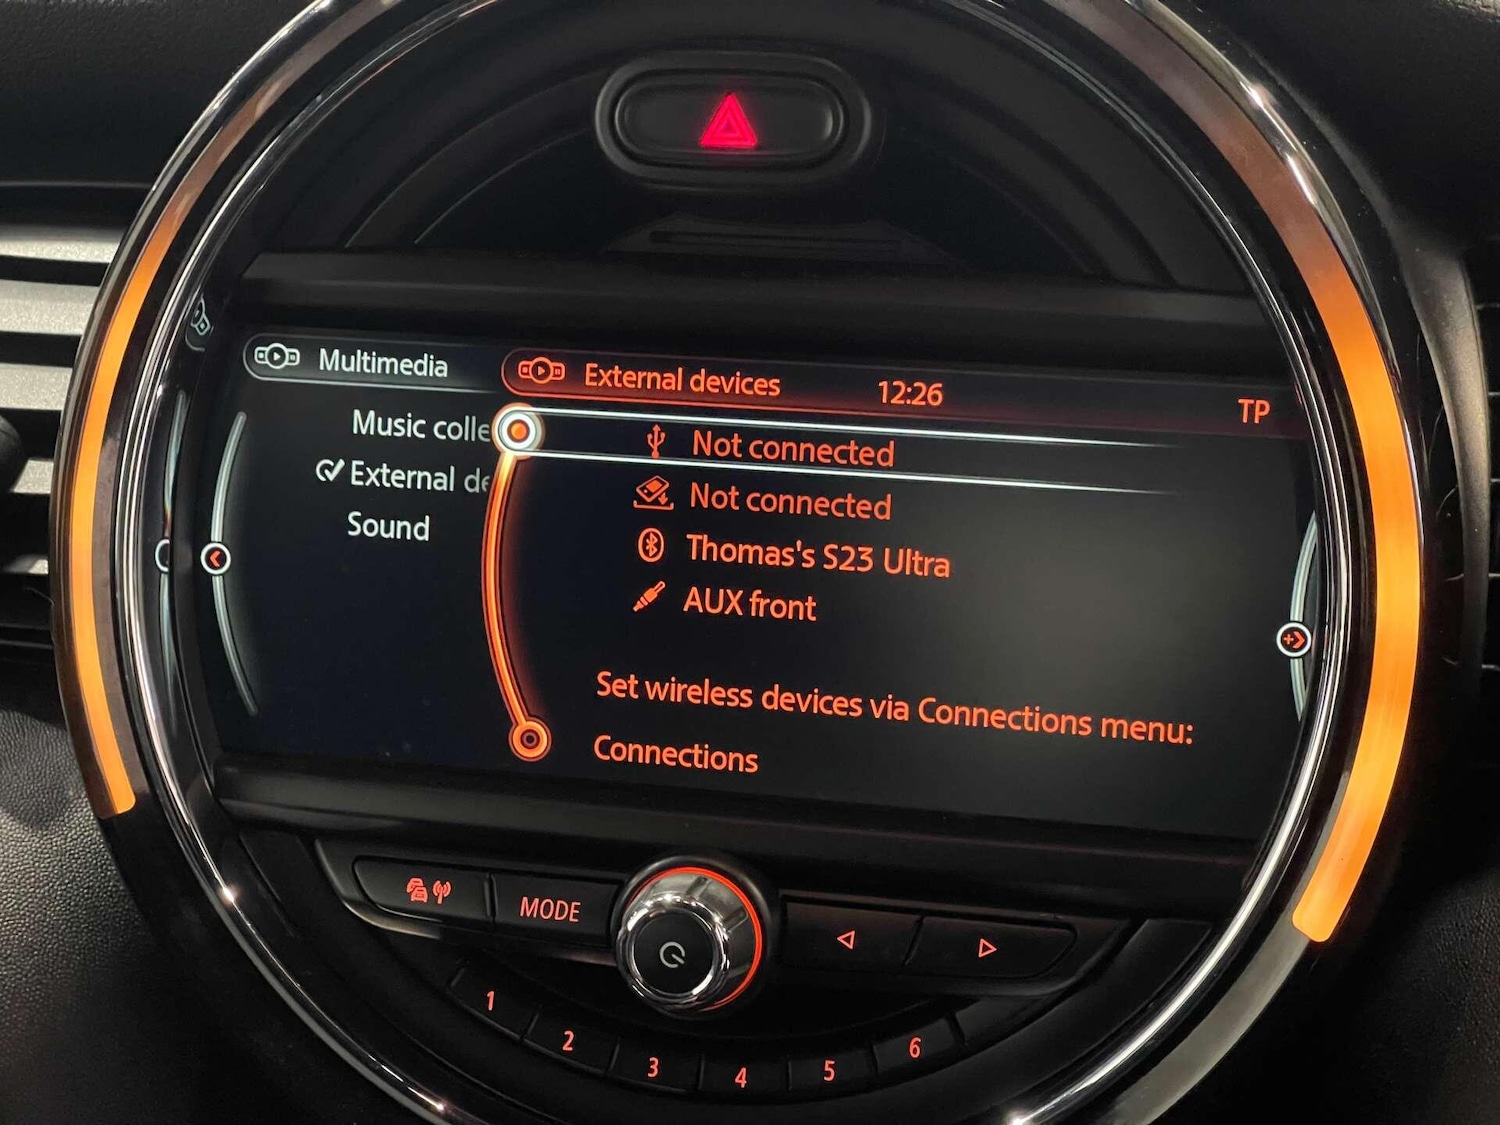 Multimedia
External devices
12:26
TP
Music colle
External de
Sound
Not connected
Not connected
Thomas's S23 Ultra
AUX front
Set wireless devices via Connections menu:
Connections
MODE
1
2
3
4
5
6